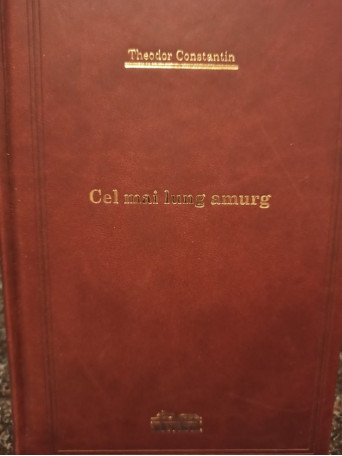 Theodor Constantin
Cel mai lung amurg